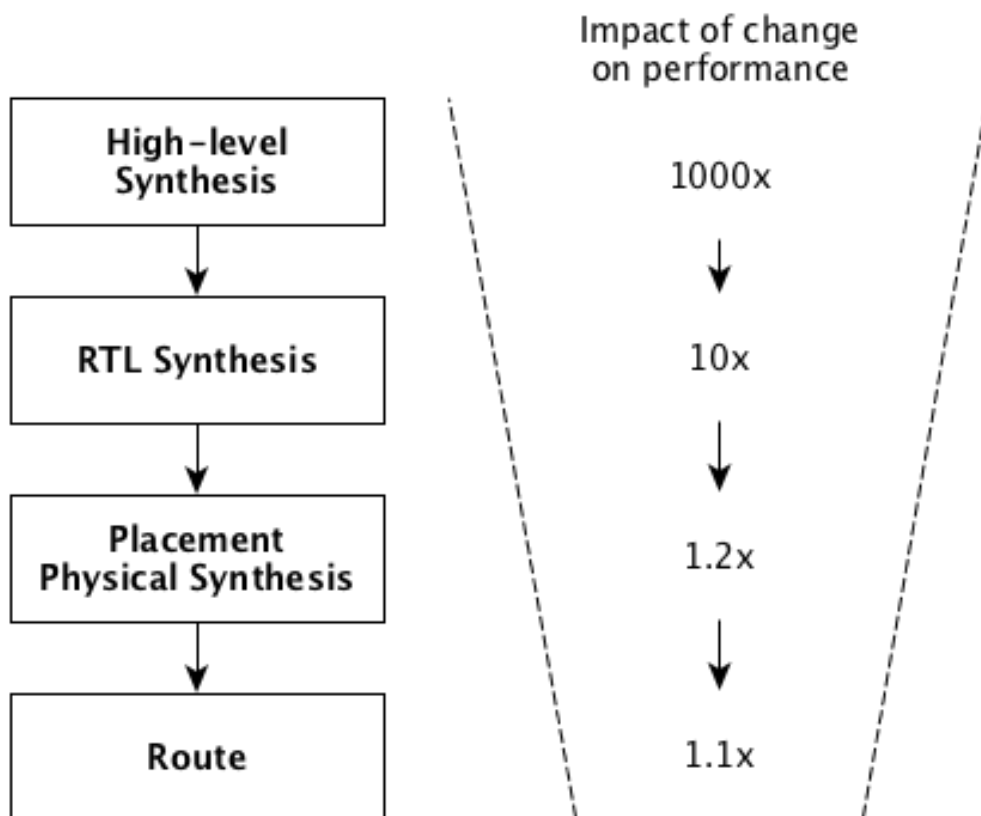 Impact of change
on performance
High-level
Synthesis
1000x
RTL Synthesis
10x
Placement
Physical Synthesis
1.2x
Route
1.1x